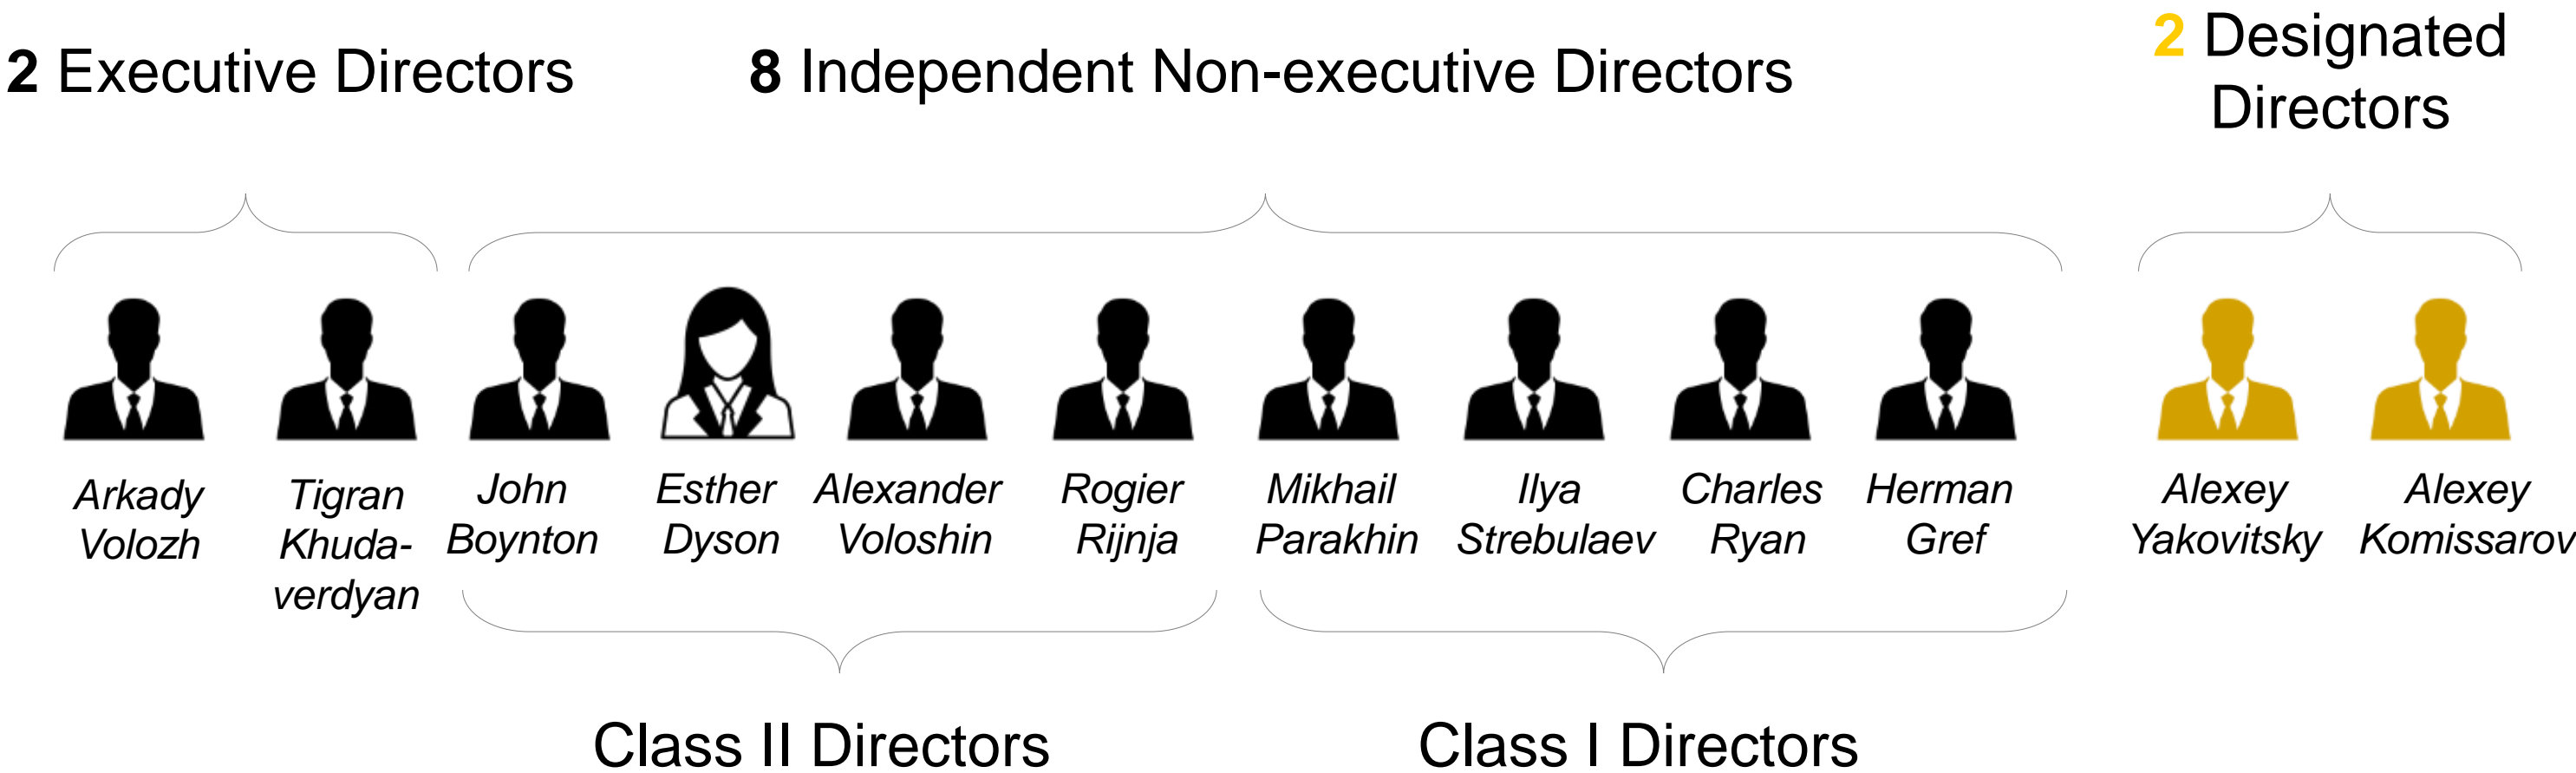 2 Executive Directors
8 Independent Non-executive Directors
2 Designated
Directors
Arkady
Volozh
Tigran
Khuda-
verdyan
John
Boynton
Esther
Dyson
Alexander
Voloshin
Rogier
Rijnja
Mikhail
Parakhin
Ilya
Strebulaev
Charles
Ryan
Herman
Gref
Alexey
Yakovitsky
Alexey
Komissarov
Class II Directors
Class I Directors